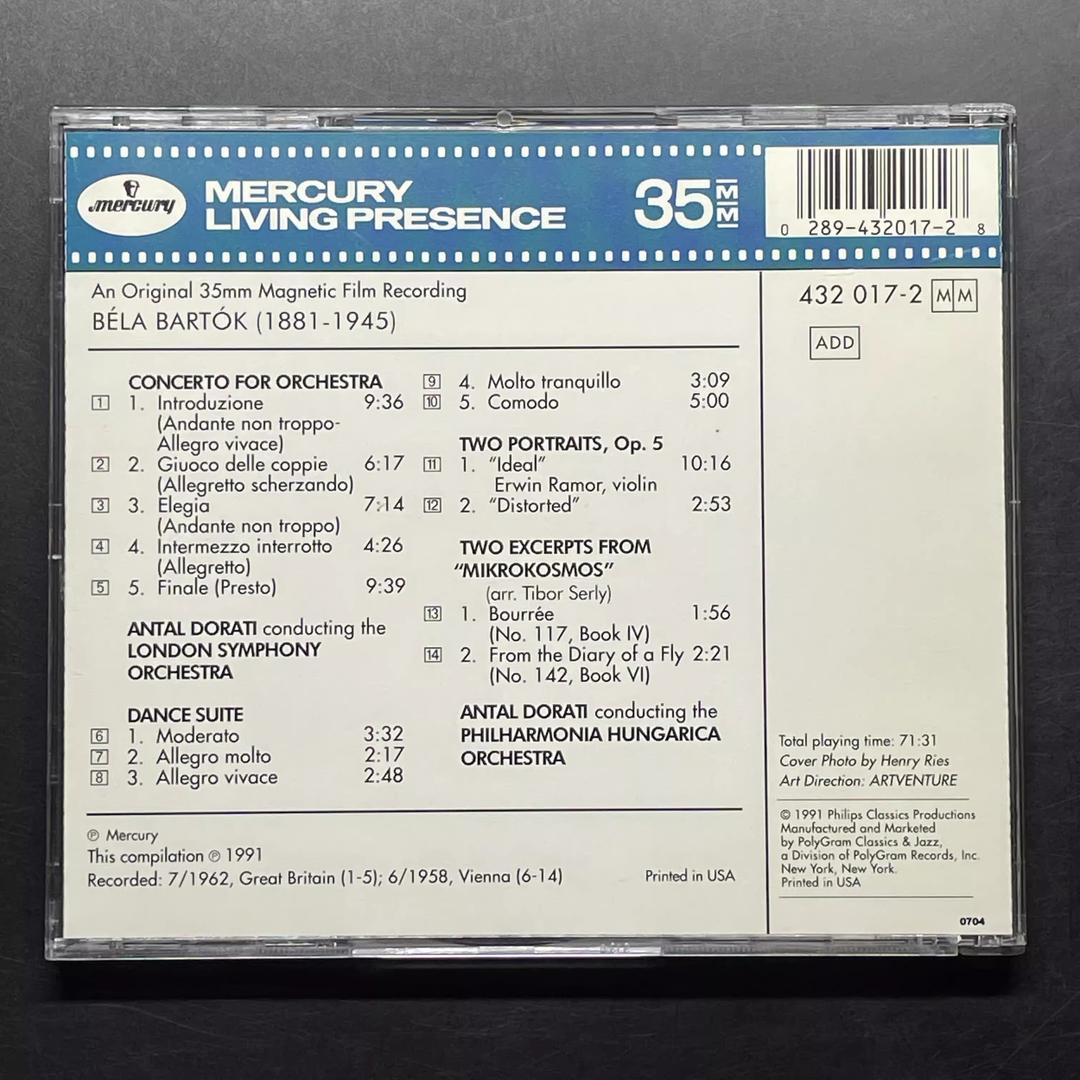 mercury
MERCURY
LIVING PRESENCE
35MM
0 289-432017-2 8
An Original 35mm Magnetic Film Recording
BÉLA BARTÓK (1881-1945)
432 017-2 MM
ADD
CONCERTO FOR ORCHESTRA
1 1. Introduzione 9:36
(Andante non troppo-
Allegro vivace)
2 2. Giuoco delle coppie 6:17
(Allegretto scherzando)
3 3. Elegia 7:14
(Andante non troppo)
4 4. Intermezzo interrotto 4:26
(Allegretto)
5 5. Finale (Presto) 9:39
ANTAL DORATI conducting the
LONDON SYMPHONY
ORCHESTRA
DANCE SUITE
6 1. Moderato 3:32
7 2. Allegro molto 2:17
8 3. Allegro vivace 2:48
9 4. Molto tranquillo 3:09
10 5. Comodo 5:00
TWO PORTRAITS, Op. 5
11 1. “Ideal” 10:16
Erwin Ramor, violin
12 2. “Distorted” 2:53
TWO EXCERPTS FROM
“MIKROKOSMOS”
(arr. Tibor Serly)
13 1. Bourrée 1:56
(No. 117, Book IV)
14 2. From the Diary of a Fly 2:21
(No. 142, Book VI)
ANTAL DORATI conducting the
PHILHARMONIA HUNGARICA
ORCHESTRA
℗ Mercury
This compilation ℗ 1991
Recorded: 7/1962, Great Britain (1-5); 6/1958, Vienna (6-14)
Printed in USA
Total playing time: 71:31
Cover Photo by Henry Ries
Art Direction: ARTVENTURE
© 1991 Philips Classics Productions
Manufactured and Marketed
by PolyGram Classics & Jazz,
a Division of PolyGram Records, Inc.
New York, New York.
Printed in USA
0704